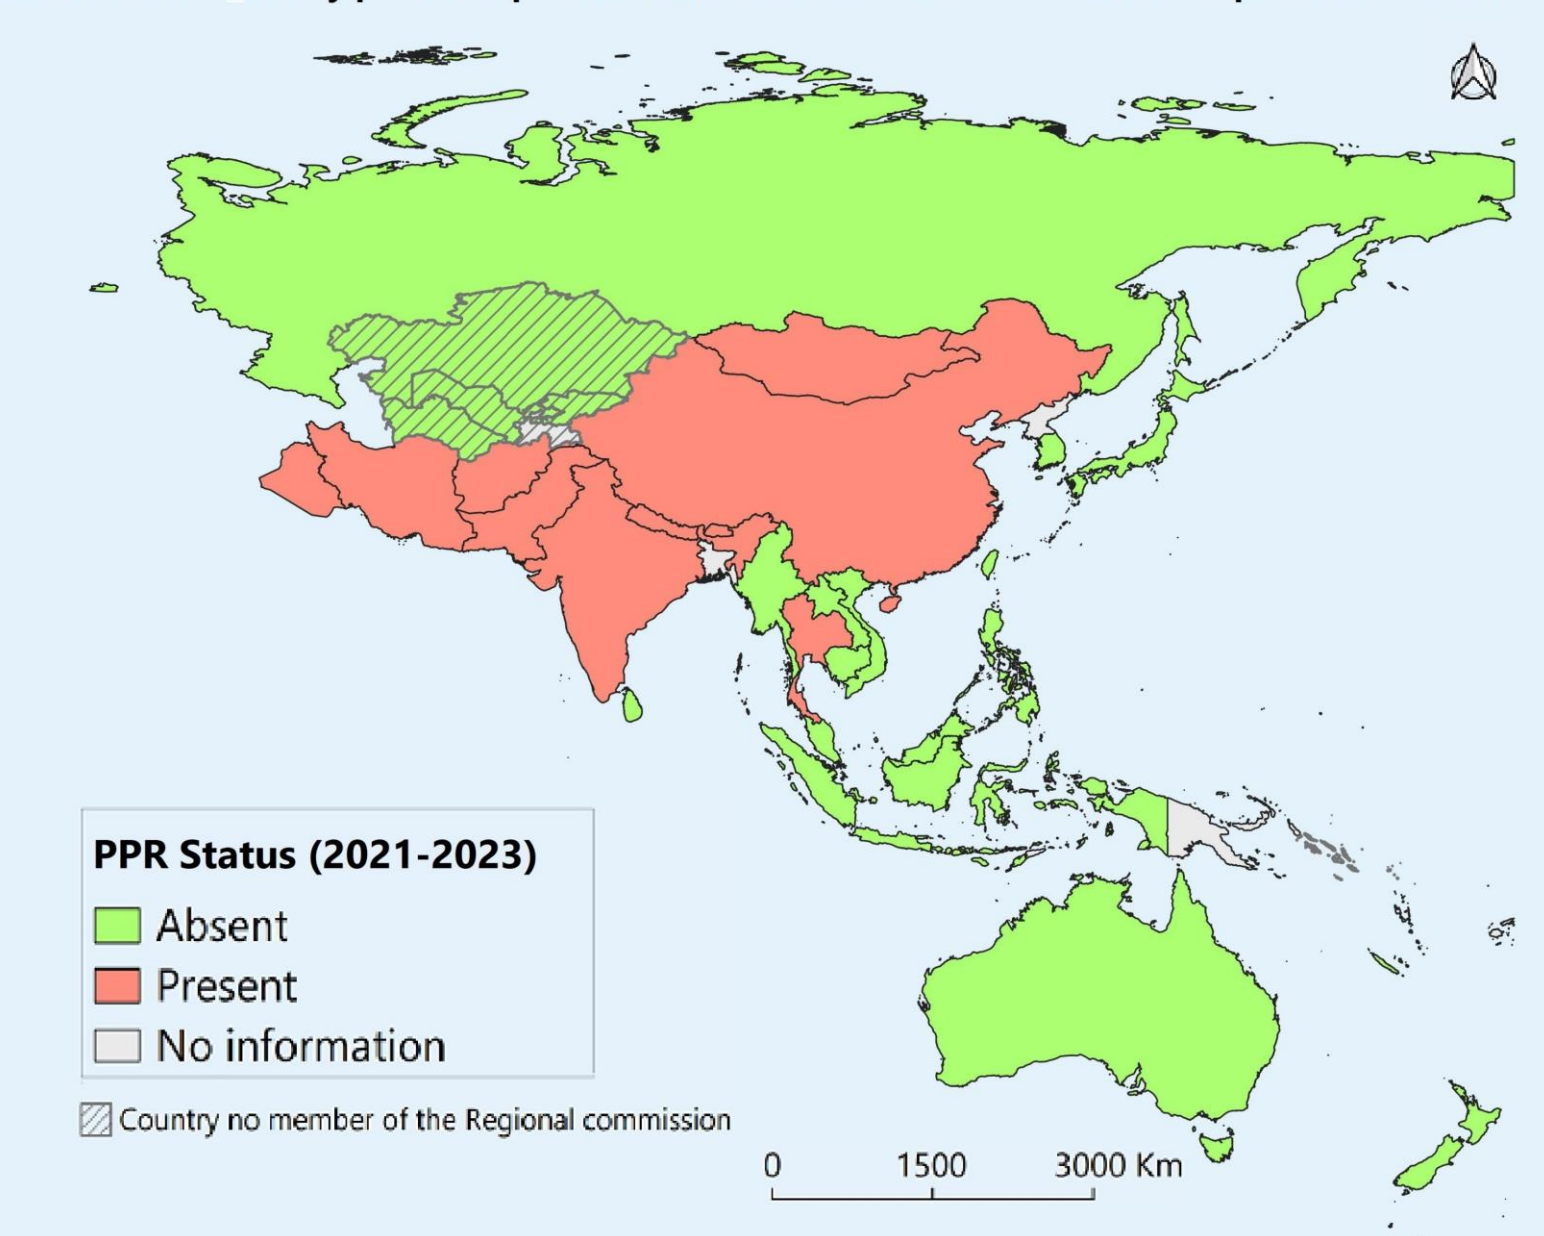 PPR Status (2021-2023)
Absent
Present
No information
Country no member of the Regional commission
0 1500 3000 Km